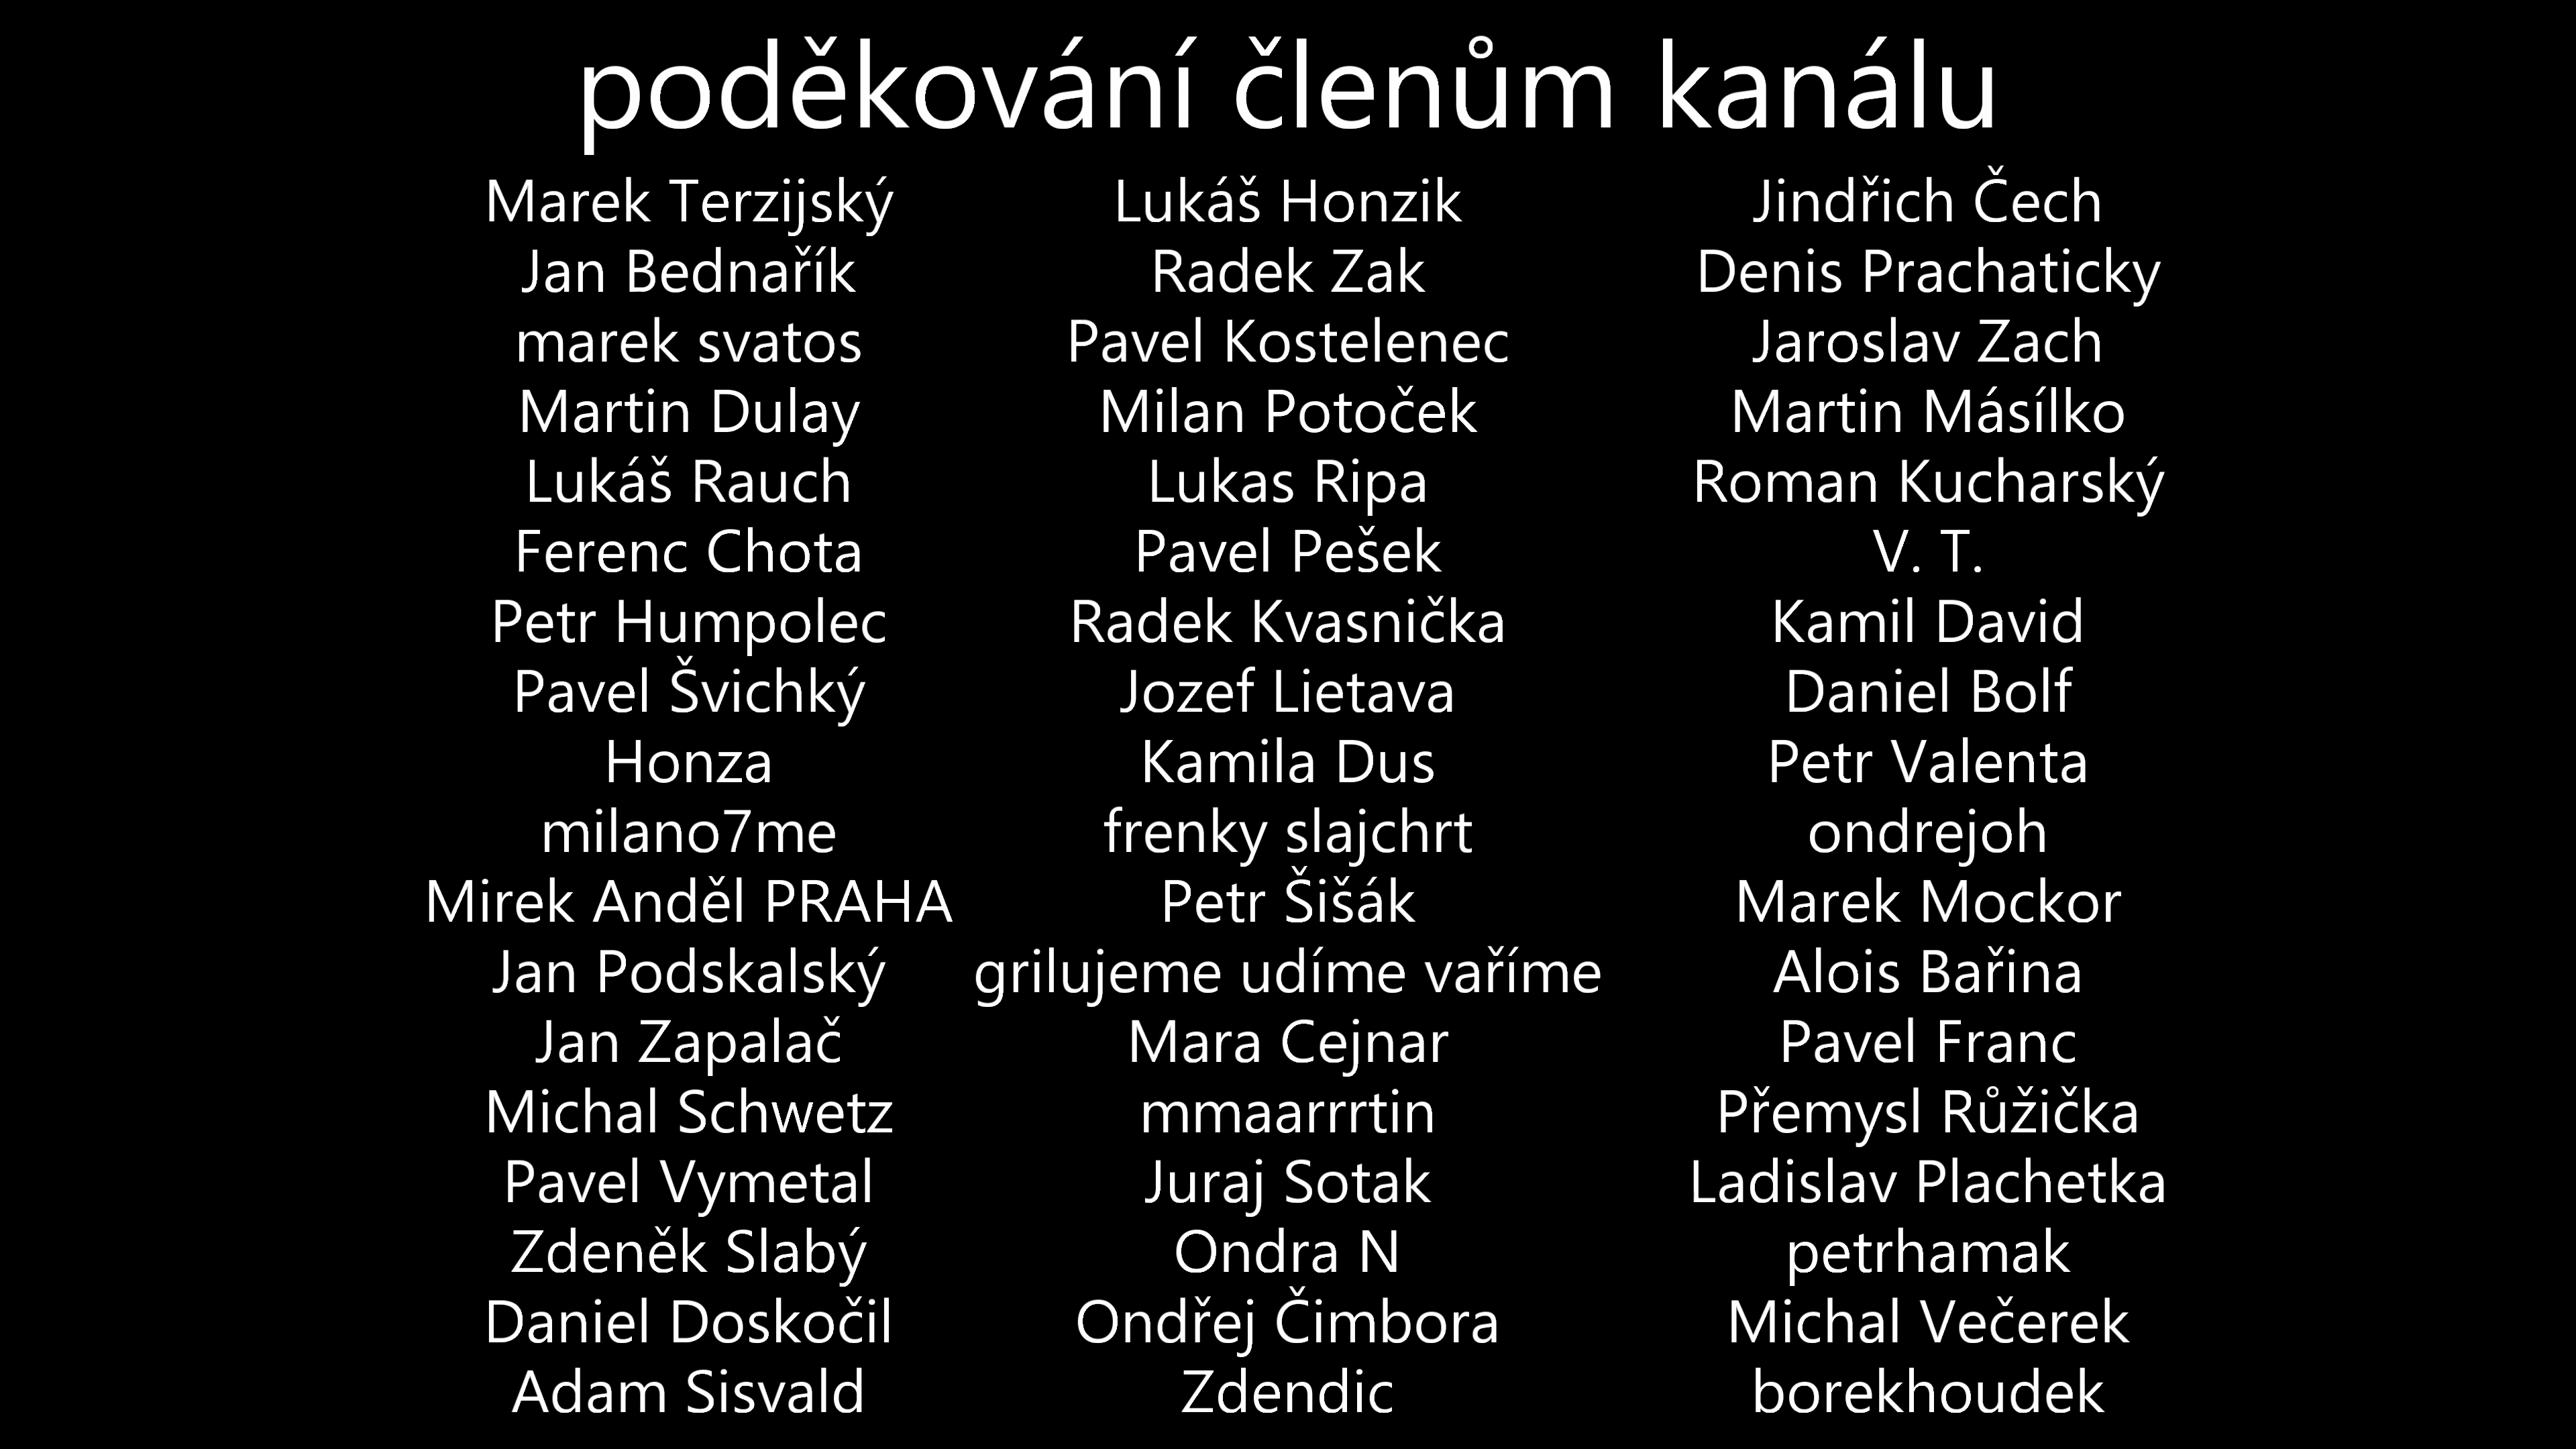 poděkování členům kanálu
Marek Terzijský
Jan Bednařík
marek svatos
Martin Dulay
Lukáš Rauch
Ferenc Chota
Petr Humpolec
Pavel Švichký
Honza
milano7me
Mirek Anděl PRAHA
Jan Podskalský
Jan Zapalač
Michal Schwetz
Pavel Vymetal
Zdeněk Slabý
Daniel Doskočil
Adam Sisvald
Lukáš Honzik
Radek Zak
Pavel Kostelenec
Milan Potoček
Lukas Ripa
Pavel Pešek
Radek Kvasnička
Jozef Lietava
Kamila Dus
frenky slajchrt
Petr Šišák
grilujeme udíme vaříme
Mara Cejnar
mmaarrrtin
Juraj Sotak
Ondra N
Ondřej Čimbora
Zdendic
Jindřich Čech
Denis Prachaticky
Jaroslav Zach
Martin Másílko
Roman Kucharský
V. T.
Kamil David
Daniel Bolf
Petr Valenta
ondrejoh
Marek Mockor
Alois Bařina
Pavel Franc
Přemysl Růžička
Ladislav Plachetka
petrhamak
Michal Večerek
borekhoudek